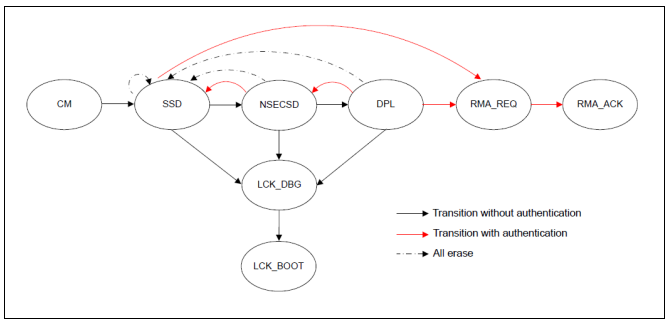 CM
SSD
NSECSD
DPL
RMA_REQ
RMA_ACK
LCK_DBG
LCK_BOOT
Transition without authentication
Transition with authentication
All erase